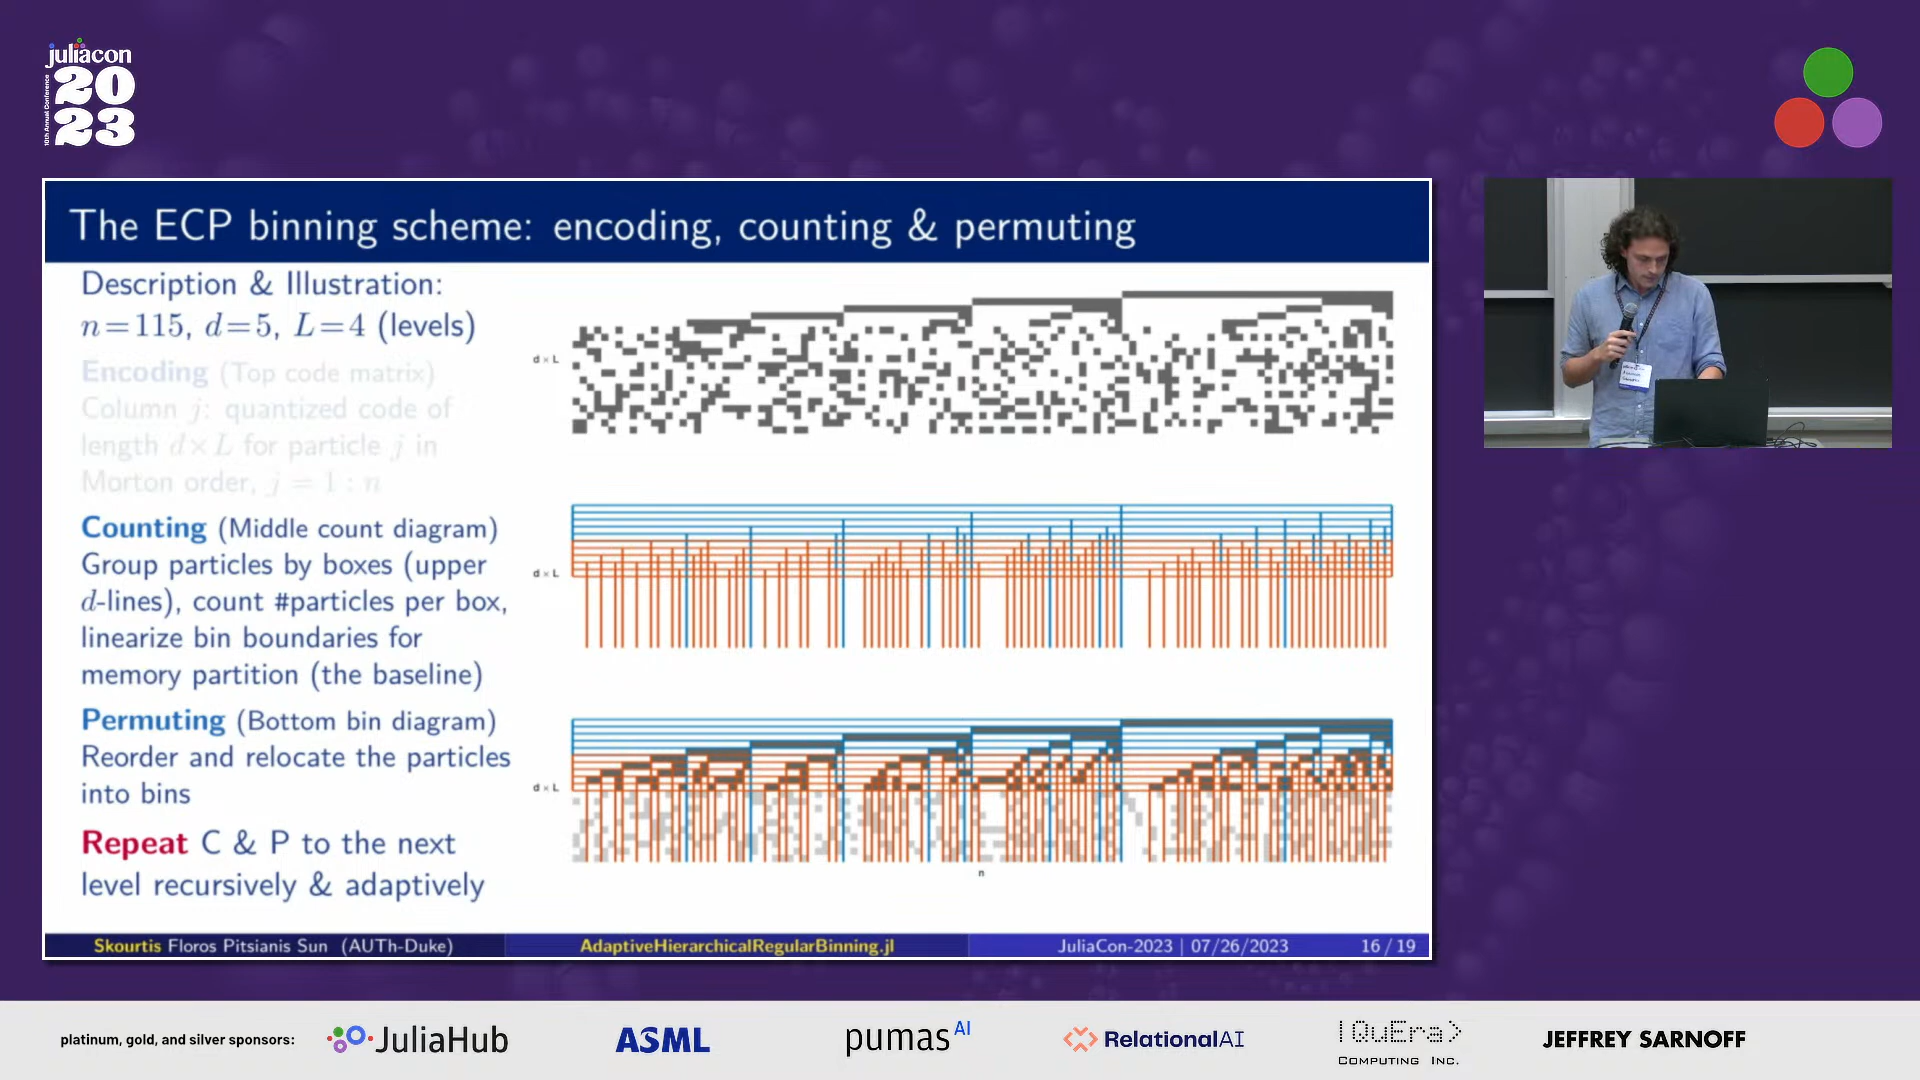 juliacon
10th Annual Conference
20
23
The ECP binning scheme: encoding, counting & permuting
Description & Illustration:
n=115, d=5, L=4 (levels)
Encoding (Top code matrix)
Column j: quantized code of
length d×L for particle j in
Morton order, j = 1 : n
Counting (Middle count diagram)
Group particles by boxes (upper
d-lines), count #particles per box,
linearize bin boundaries for
memory partition (the baseline)
Permuting (Bottom bin diagram)
Reorder and relocate the particles
into bins
Repeat C & P to the next
level recursively & adaptively
d×L
d×L
d×L
n
Skourtis Floros Pitsianis Sun (AUTh-Duke)
AdaptiveHierarchicalRegularBinning.jl
JuliaCon-2023 | 07/26/2023
16 / 19
platinum, gold, and silver sponsors:
JuliaHub
ASML
pumasAI
RelationalAI
|QuEra>
COMPUTING INC.
JEFFREY SARNOFF